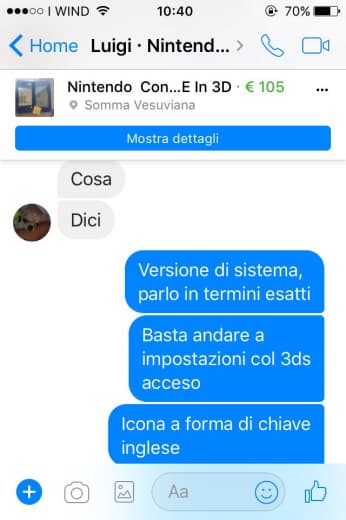 I WIND 10:40 70%
Home Luigi · Nintend...
Nintendo Con...E In 3D · € 105
Somma Vesuviana
Mostra dettagli
Cosa
Dici
Versione di sistema,
parlo in termini esatti
Basta andare a
impostazioni col 3ds
acceso
Icona a forma di chiave
inglese
Aa